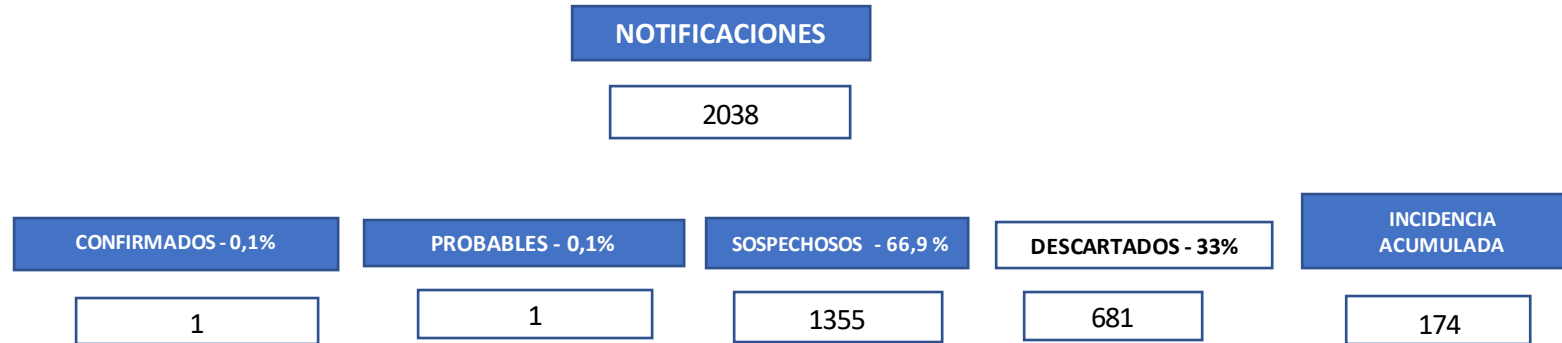 NOTIFICACIONES
2038
CONFIRMADOS - 0,1%
1
PROBABLES - 0,1%
1
SOSPECHOSOS - 66,9 %
1355
DESCARTADOS - 33%
681
INCIDENCIA
ACUMULADA
174